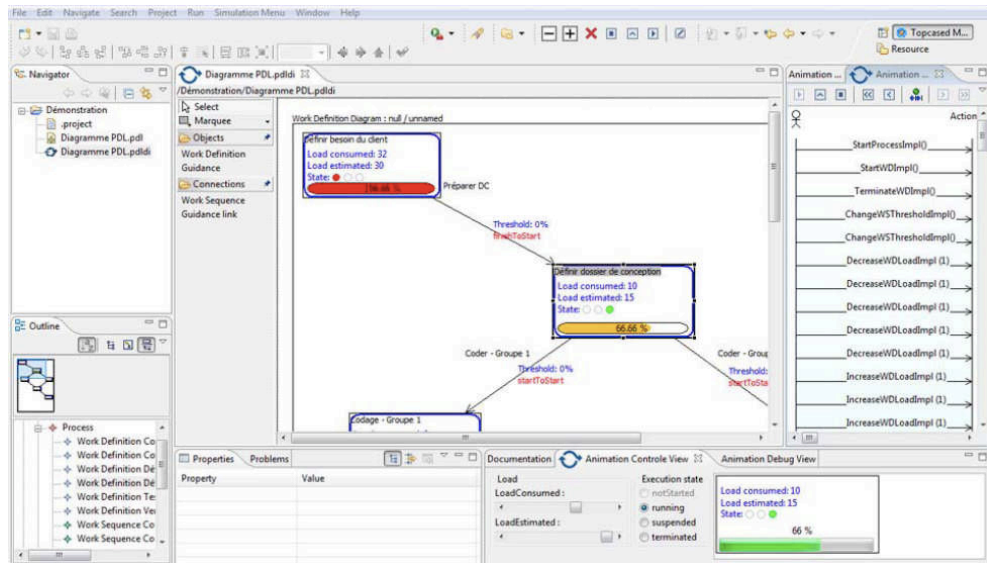 File Edit Navigate Search Project Run Simulation Menu Window Help
Topcased M...
Resource
Navigator
Démonstration
.project
Diagramme PDL.pdl
Diagramme PDL.pdldi
Diagramme PDL.pdldi
/Démonstration/Diagramme PDL.pdldi
Select
Marquee
Objects
Work Definition
Guidance
Connections
Work Sequence
Guidance link
Work Definition Diagram : null / unnamed
Définir besoin du client
Load consumed: 32
Load estimated: 30
State:
Préparer DC
Threshold: 0%
finishToStart
Définir dossier de conception
Load consumed: 10
Load estimated: 15
State:
66.66 %
Coder - Groupe 1
Threshold: 0%
startToStart
Coder - Group
Threshold:
startToSta
Codage - Groupe 1
Animation ...
Animation ...
Action
StartProcessImpl()
StartWDImpl()
TerminateWDImpl()
ChangeWSThresholdImpl()
ChangeWSThresholdImpl()
DecreaseWDLoadImpl (1)
DecreaseWDLoadImpl (1)
DecreaseWDLoadImpl (1)
DecreaseWDLoadImpl (1)
DecreaseWDLoadImpl (1)
IncreaseWDLoadImpl (1)
IncreaseWDLoadImpl (1)
IncreaseWDLoadImpl (1)
Outline
Process
Work Definition Co
Work Definition Co
Work Definition Dé
Work Definition Dé
Work Definition Te
Work Definition Vé
Work Sequence Co
Work Sequence Co
Properties Problems
Property Value
Documentation Animation Controle View Animation Debug View
Load
LoadConsumed :
LoadEstimated :
Execution state
notStarted
running
suspended
terminated
Load consumed: 10
Load estimated: 15
State:
66 %